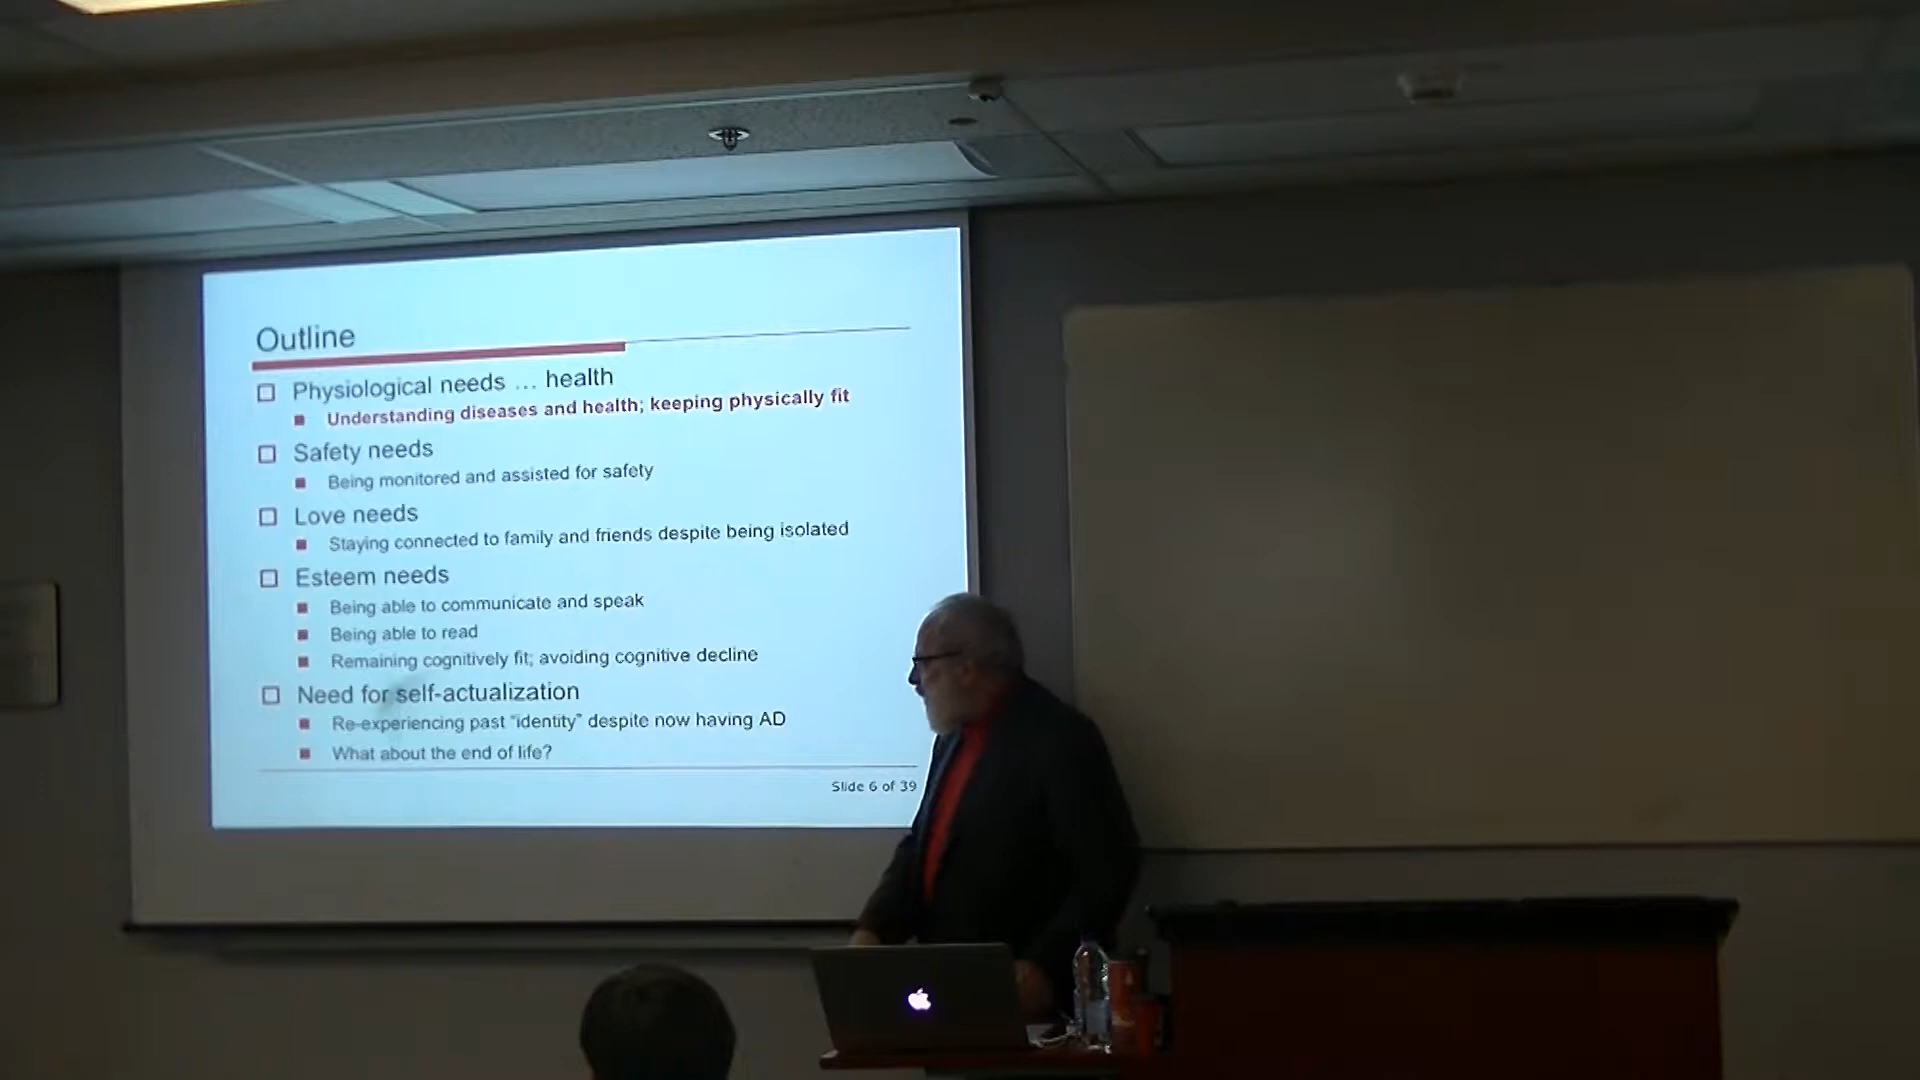 Outline
Physiological needs … health
Understanding diseases and health; keeping physically fit
Safety needs
Being monitored and assisted for safety
Love needs
Staying connected to family and friends despite being isolated
Esteem needs
Being able to communicate and speak
Being able to read
Remaining cognitively fit; avoiding cognitive decline
Need for self-actualization
Re-experiencing past “identity” despite now having AD
What about the end of life?
Slide 6 of 39